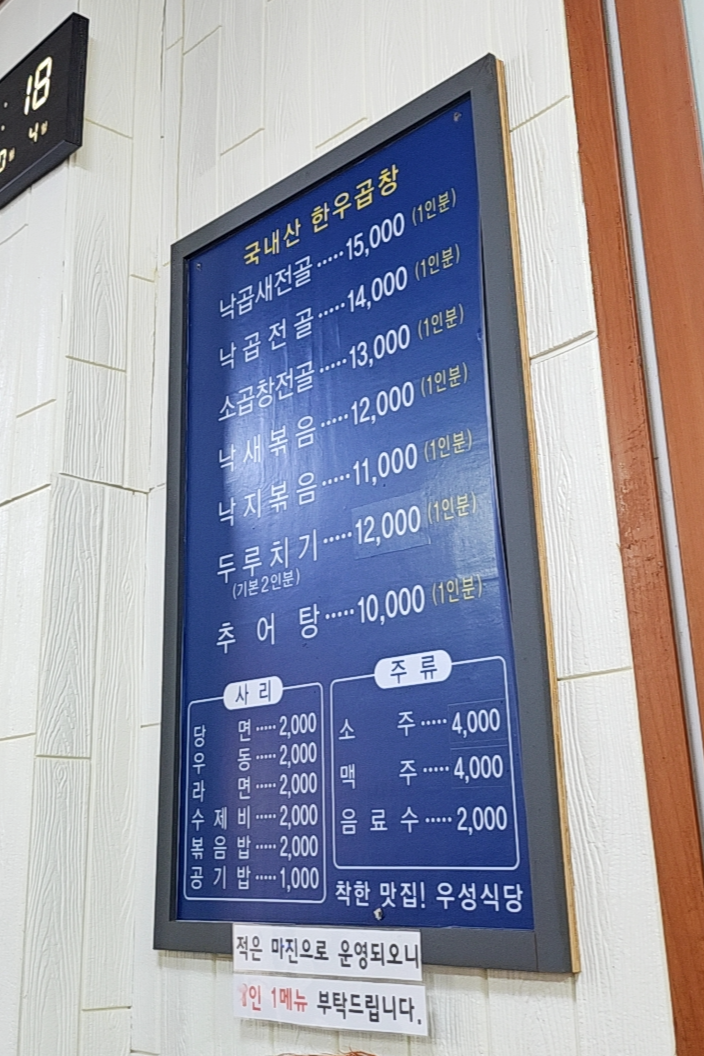 18
국내산 한우곱창
낙곱새전골·····15,000 (1인분)
낙곱전골·····14,000 (1인분)
소곱창전골·····13,000 (1인분)
낙새볶음·····12,000 (1인분)
낙지볶음·····11,000 (1인분)
두루치기·····12,000 (1인분)
(기본2인분)
추어탕·····10,000 (1인분)
사리
당면·····2,000
우동·····2,000
라면·····2,000
수제비·····2,000
볶음밥·····2,000
공기밥·····1,000
주류
소주·····4,000
맥주·····4,000
음료수·····2,000
착한 맛집! 우성식당
적은 마진으로 운영되오니
1인 1메뉴 부탁드립니다.